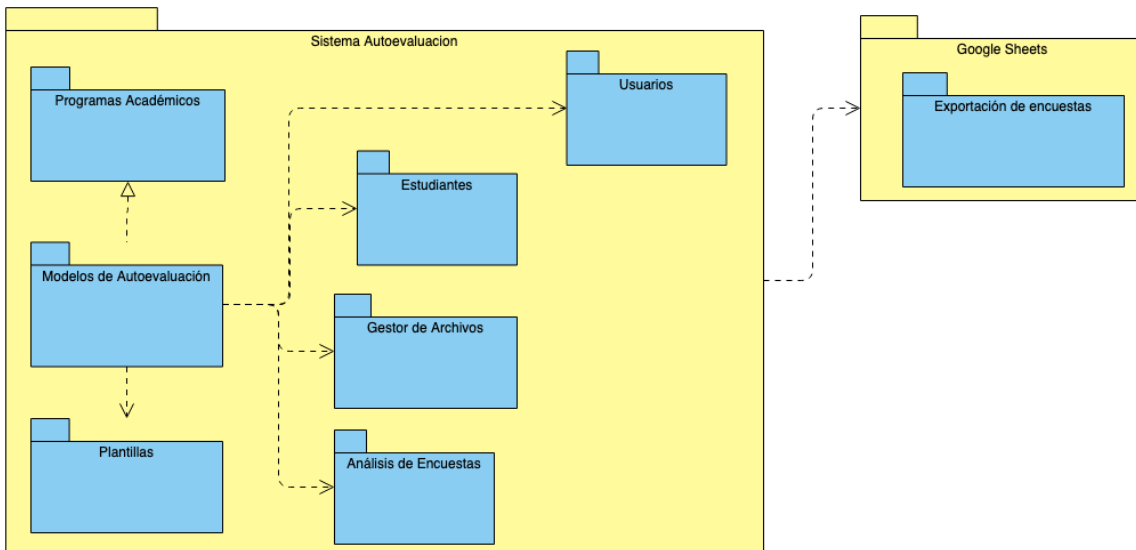 Sistema Autoevaluacion
Google Sheets
Programas Académicos
Usuarios
Exportación de encuestas
Estudiantes
Modelos de Autoevaluación
Gestor de Archivos
Plantillas
Análisis de Encuestas